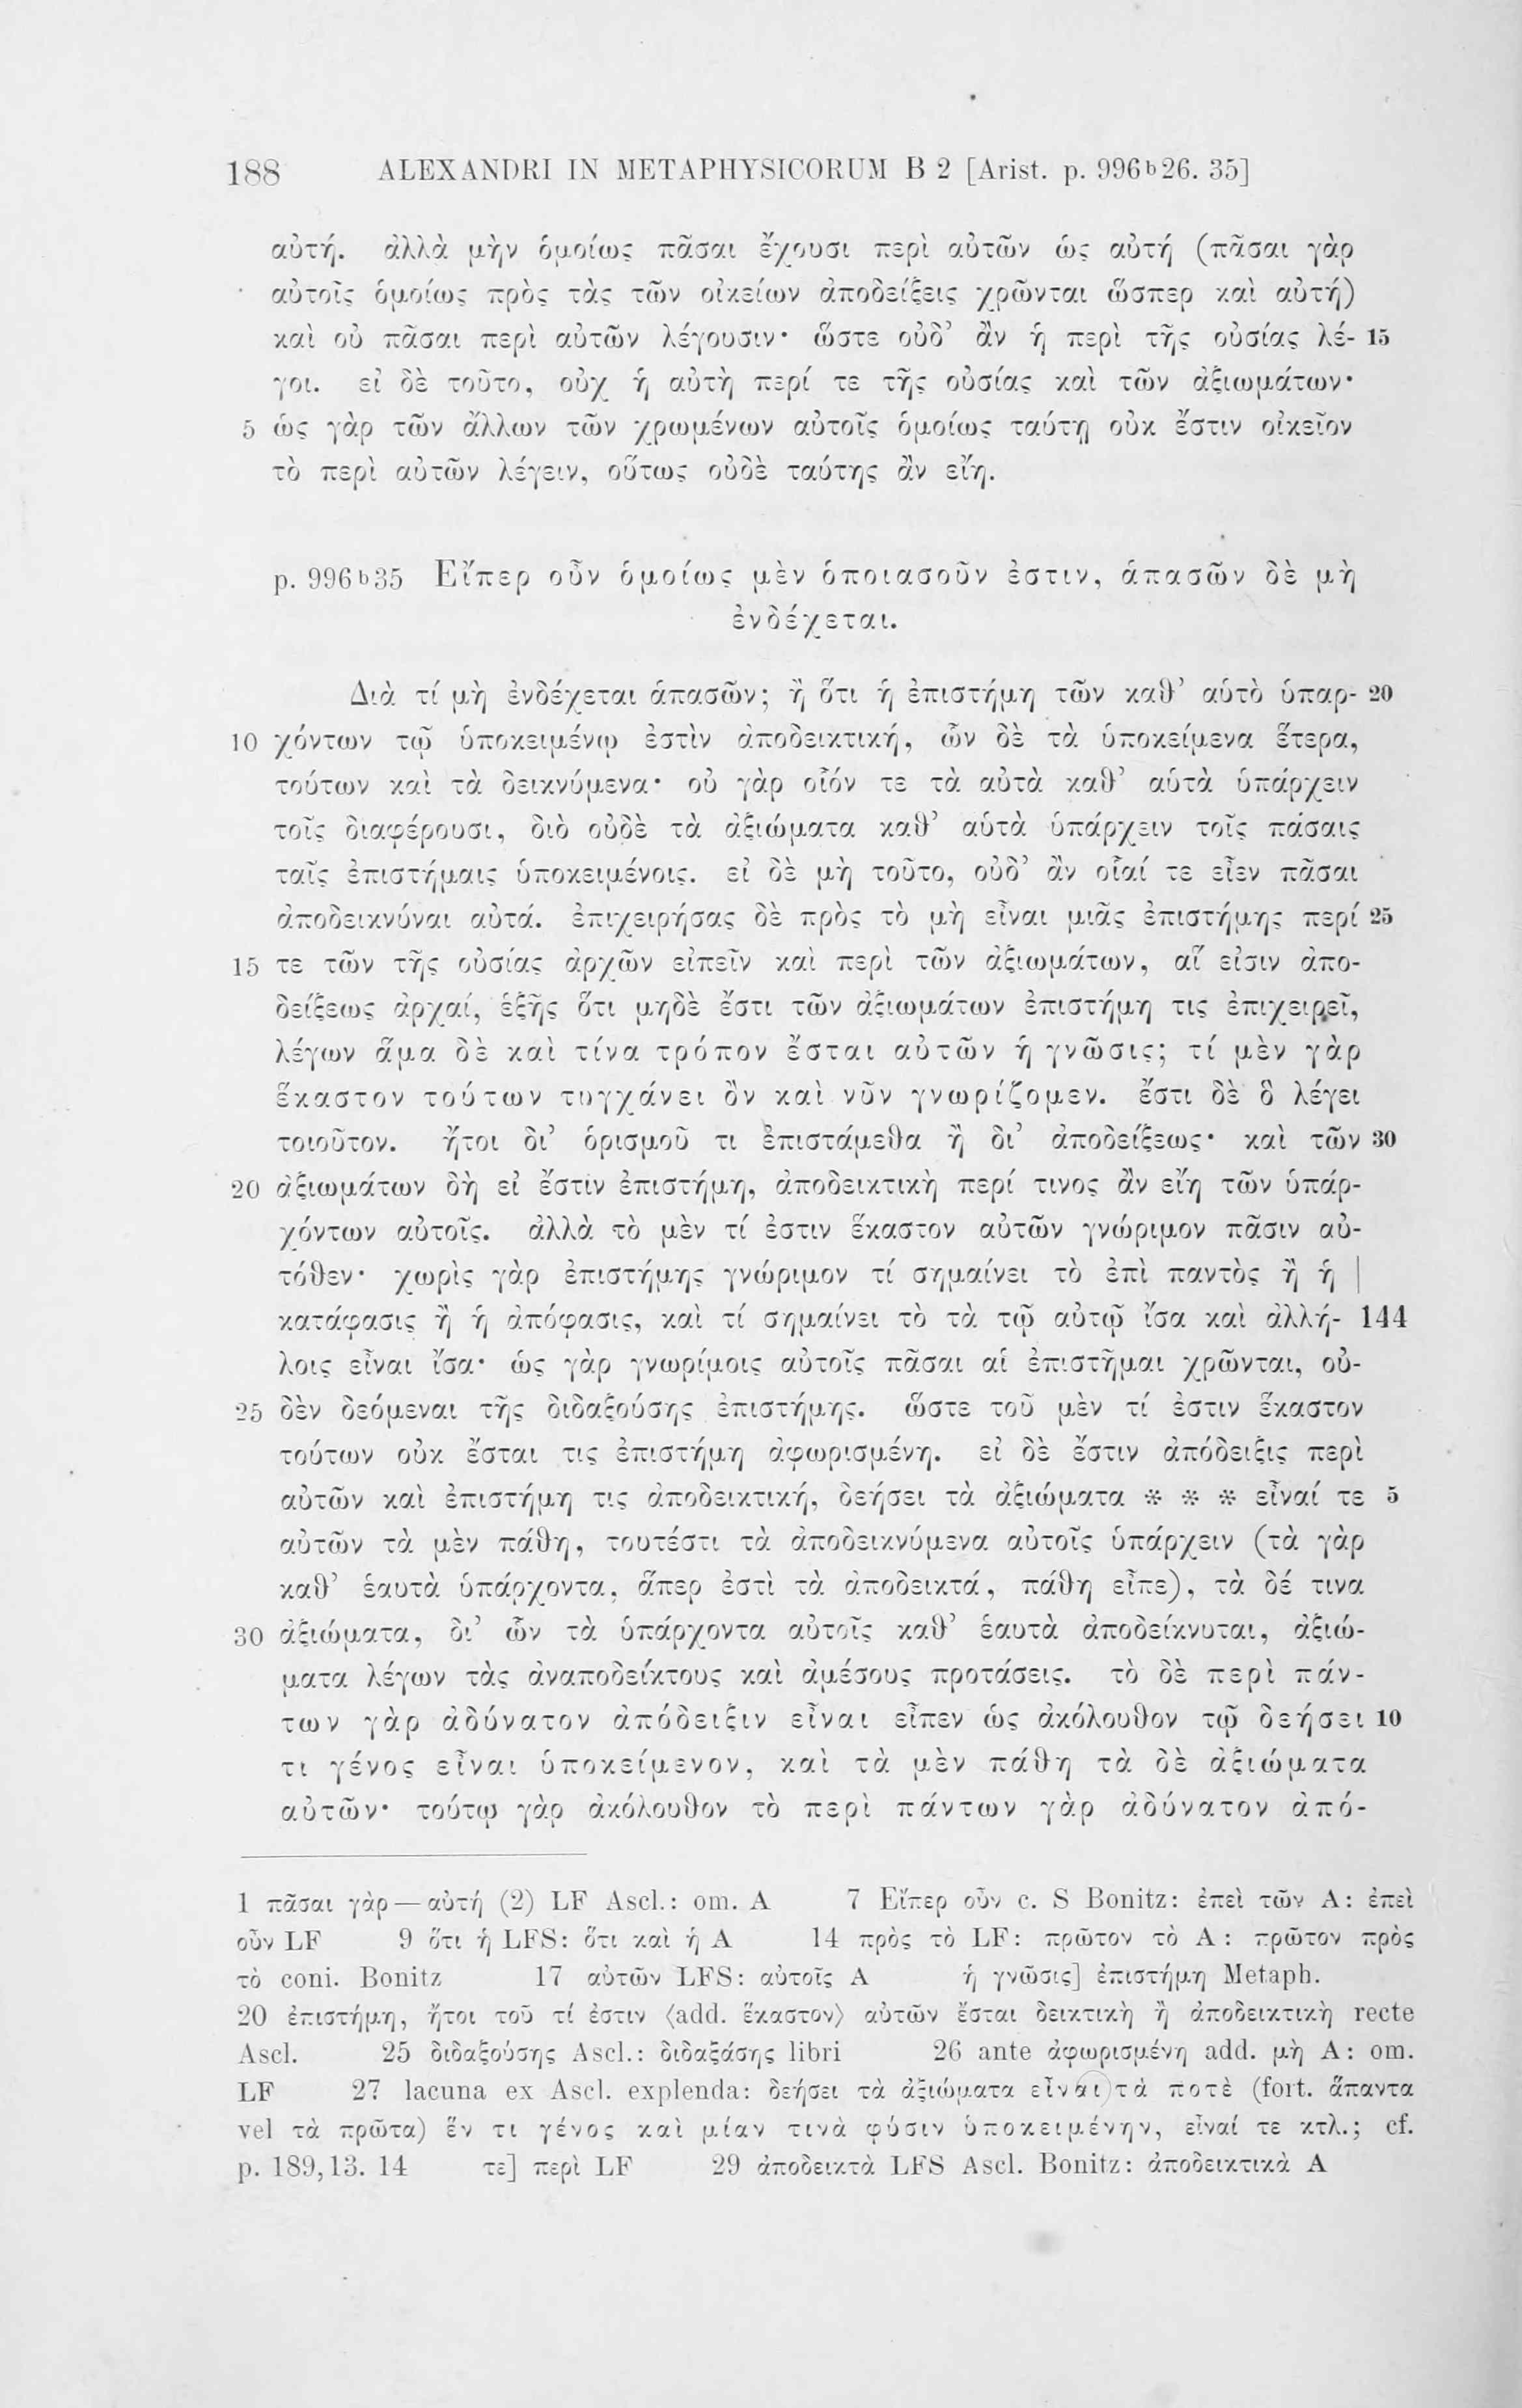 188 ALEXANDRI IN METAPHYSICORUM B 2 [Arist. p. 996ᵇ26. 35]
αὐτή. ἀλλὰ μὴν ὁμοίως πᾶσαι ἔχουσι περὶ αὐτῶν ὡς αὐτή (πᾶσαι γὰρ
αὐτοῖς ὁμοίως πρὸς τὰς τῶν οἰκείων ἀποδείξεις χρῶνται ὥσπερ καὶ αὐτή)
καὶ οὐ πᾶσαι περὶ αὐτῶν λέγουσιν· ὥστε οὐδ’ ἂν ἡ περὶ τῆς οὐσίας λέ- 15
γοι. εἰ δὲ τοῦτο, οὐχ ἡ αὐτὴ περί τε τῆς οὐσίας καὶ τῶν ἀξιωμάτων·
5 ὡς γὰρ τῶν ἄλλων τῶν χρωμένων αὐτοῖς ὁμοίως ταύτῃ οὐκ ἔστιν οἰκεῖον
τὸ περὶ αὐτῶν λέγειν, οὕτως οὐδὲ ταύτης ἂν εἴη.
p. 996ᵇ35 Εἴπερ οὖν ὁμοίως μὲν ὁποιασοῦν ἐστιν, ἁπασῶν δὲ μὴ
ἐνδέχεται.
Διὰ τί μὴ ἐνδέχεται ἁπασῶν; ἢ ὅτι ἡ ἐπιστήμη τῶν καθ’ αὑτὸ ὑπαρ- 20
10 χόντων τῷ ὑποκειμένῳ ἐστὶν ἀποδεικτική, ὧν δὲ τὰ ὑποκείμενα ἕτερα,
τούτων καὶ τὰ δεικνύμενα· οὐ γὰρ οἷόν τε τὰ αὐτὰ καθ’ αὑτὰ ὑπάρχειν
τοῖς διαφέρουσι, διὸ οὐδὲ τὰ ἀξιώματα καθ’ αὑτὰ ὑπάρχειν τοῖς πάσαις
ταῖς ἐπιστήμαις ὑποκειμένοις. εἰ δὲ μὴ τοῦτο, οὐδ’ ἂν οἷαί τε εἶεν πᾶσαι
ἀποδεικνύναι αὐτά. ἐπιχειρήσας δὲ πρὸς τὸ μὴ εἶναι μιᾶς ἐπιστήμης περί 25
15 τε τῶν τῆς οὐσίας ἀρχῶν εἰπεῖν καὶ περὶ τῶν ἀξιωμάτων, αἵ εἰσιν ἀπο-
δείξεως ἀρχαί, ἑξῆς ὅτι μηδὲ ἔστι τῶν ἀξιωμάτων ἐπιστήμη τις ἐπιχειρεῖ,
λέγων ἅμα δὲ καὶ τίνα τρόπον ἔσται αὐτῶν ἡ γνῶσις; τί μὲν γὰρ
ἕκαστον τούτων τυγχάνει ὂν καὶ νῦν γνωρίζομεν. ἔστι δὲ ὃ λέγει
τοιοῦτον. ἤτοι δι’ ὁρισμοῦ τι ἐπιστάμεθα ἢ δι’ ἀποδείξεως· καὶ τῶν 30
20 ἀξιωμάτων δὴ εἰ ἔστιν ἐπιστήμη, ἀποδεικτικὴ περί τινος ἂν εἴη τῶν ὑπαρ-
χόντων αὐτοῖς. ἀλλὰ τὸ μὲν τί ἐστιν ἕκαστον αὐτῶν γνώριμον πᾶσιν αὐ-
τόθεν· χωρὶς γὰρ ἐπιστήμης γνώριμον τί σημαίνει τὸ ἐπὶ παντὸς ἢ ἡ |
κατάφασις ἢ ἡ ἀπόφασις, καὶ τί σημαίνει τὸ τὰ τῷ αὐτῷ ἴσα καὶ ἀλλή- 144
λοις εἶναι ἴσα· ὡς γὰρ γνωρίμοις αὐτοῖς πᾶσαι αἱ ἐπιστῆμαι χρῶνται, οὐ-
25 δὲν δεόμεναι τῆς διδαξούσης ἐπιστήμης. ὥστε τοῦ μὲν τί ἐστιν ἕκαστον
τούτων οὐκ ἔσται τις ἐπιστήμη ἀφωρισμένη. εἰ δὲ ἔστιν ἀπόδειξις περὶ
αὐτῶν καὶ ἐπιστήμη τις ἀποδεικτική, δεήσει τὰ ἀξιώματα * * * εἶναί τε 5
αὐτῶν τὰ μὲν πάθη, τουτέστι τὰ ἀποδεικνύμενα αὐτοῖς ὑπάρχειν (τὰ γὰρ
καθ’ ἑαυτὰ ὑπάρχοντα, ἅπερ ἐστὶ τὰ ἀποδεικτά, πάθη εἶπε), τὰ δέ τινα
30 ἀξιώματα, δι’ ὧν τὰ ὑπάρχοντα αὐτοῖς καθ’ ἑαυτὰ ἀποδείκνυται, ἀξιώ-
ματα λέγων τὰς ἀναποδείκτους καὶ ἀμέσους προτάσεις. τὸ δὲ περὶ πάν-
των γὰρ ἀδύνατον ἀπόδειξιν εἶναι εἶπεν ὡς ἀκόλουθον τῷ δεήσει 10
τι γένος εἶναι ὑποκείμενον, καὶ τὰ μὲν πάθη τὰ δὲ ἀξιώματα
αὐτῶν· τούτῳ γὰρ ἀκόλουθον τὸ περὶ πάντων γὰρ ἀδύνατον ἀπό-
1 πᾶσαι γὰρ — αὐτή (2) LF Ascl.: om. A 7 Εἴπερ οὖν c. S Bonitz: ἐπεὶ τῶν A: ἐπεὶ
οὖν LF 9 ὅτι ἡ LFS: ὅτι καὶ ἡ A 14 πρὸς τὸ LF: πρῶτον τὸ A: πρῶτον πρὸς
τὸ coni. Bonitz 17 αὐτῶν LFS: αὐτοῖς A ἡ γνῶσις] ἐπιστήμη Metaph.
20 ἐπιστήμη, ἤτοι τοῦ τί ἐστιν ⟨add. ἕκαστον⟩ αὐτῶν ἔσται δεικτικὴ ἢ ἀποδεικτικὴ recte
Ascl. 25 διδαξούσης Ascl.: διδαξάσης libri 26 ante ἀφωρισμένη add. μὴ A: om.
LF 27 lacuna ex Ascl. explenda: δεήσει τὰ ἀξιώματα εἶναι τά ποτὲ (fort. ἅπαντα
vel τὰ πρῶτα) ἕν τι γένος καὶ μίαν τινὰ φύσιν ὑποκειμένην, εἶναί τε κτλ.; cf.
p. 189,13. 14 τε] περὶ LF 29 ἀποδεικτὰ LFS Ascl. Bonitz: ἀποδεικτικὰ A